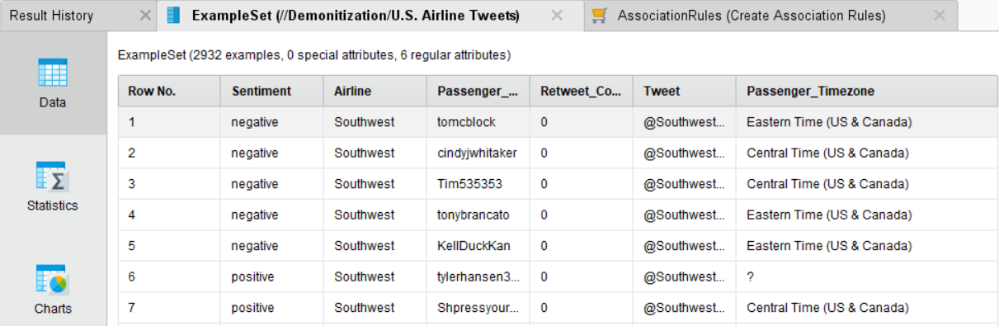 Result History ExampleSet (//Demonitization/U.S. Airline Tweets) AssociationRules (Create Association Rules)
ExampleSet (2932 examples, 0 special attributes, 6 regular attributes)
Row No. Sentiment Airline Passenger_... Retweet_Co... Tweet Passenger_Timezone
1 negative Southwest tomcblock 0 @Southwest... Eastern Time (US & Canada)
2 negative Southwest cindyjwhitaker 0 @Southwest... Central Time (US & Canada)
3 negative Southwest Tim535353 0 @Southwest... Central Time (US & Canada)
4 negative Southwest tonybrancato 0 @Southwest... Eastern Time (US & Canada)
5 negative Southwest KellDuckKan 0 @Southwest... Eastern Time (US & Canada)
6 positive Southwest tylerhansen3... 0 @Southwest... ?
7 positive Southwest Shpressyour... 0 @Southwest... Central Time (US & Canada)
Data
Statistics
Charts